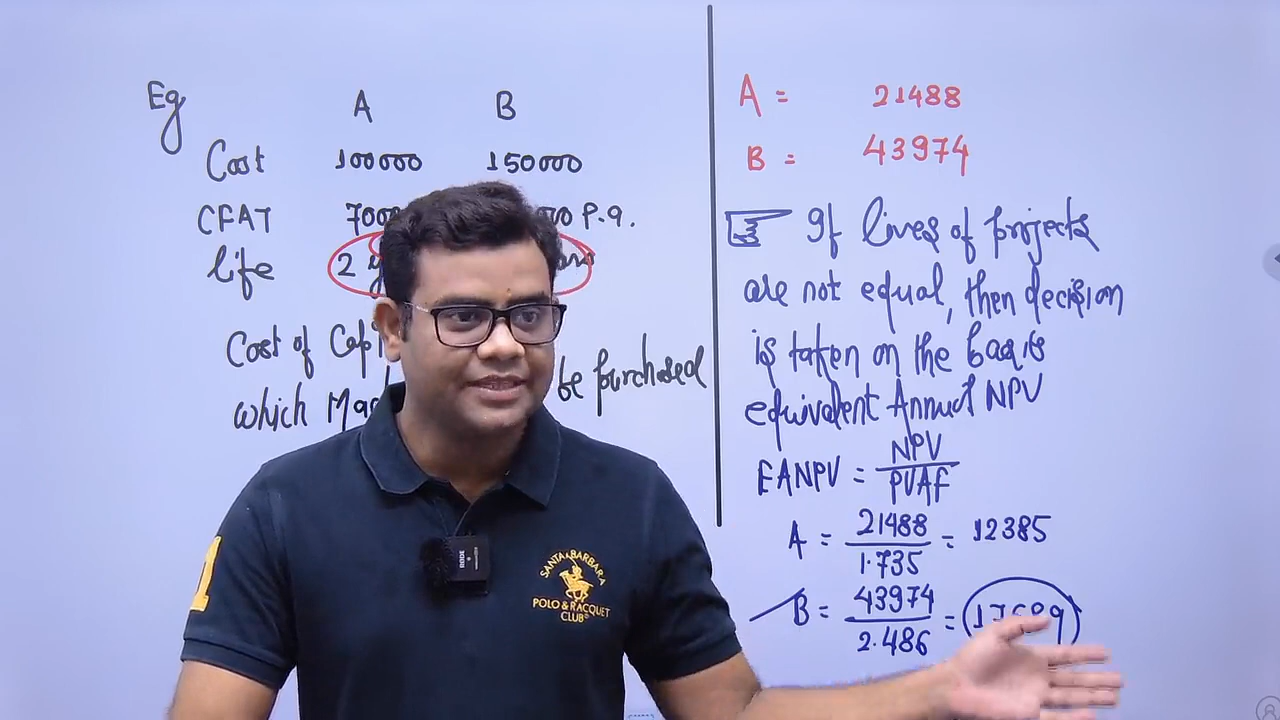 Eg
A B
Cost 100000 150000
CFAT P.a.
life 2
Cost of
which be purchased
A = 21488
B = 43974
If lives of projects
are not equal, then decision
is taken on the basis
equivalent Annual NPV
EANPV = NPV
PVAF
A = 21488 = 12385
1.735
B = 43974 =
2.486
1
SANTA BARBARA
POLO & RACQUET
CLUB
RODE